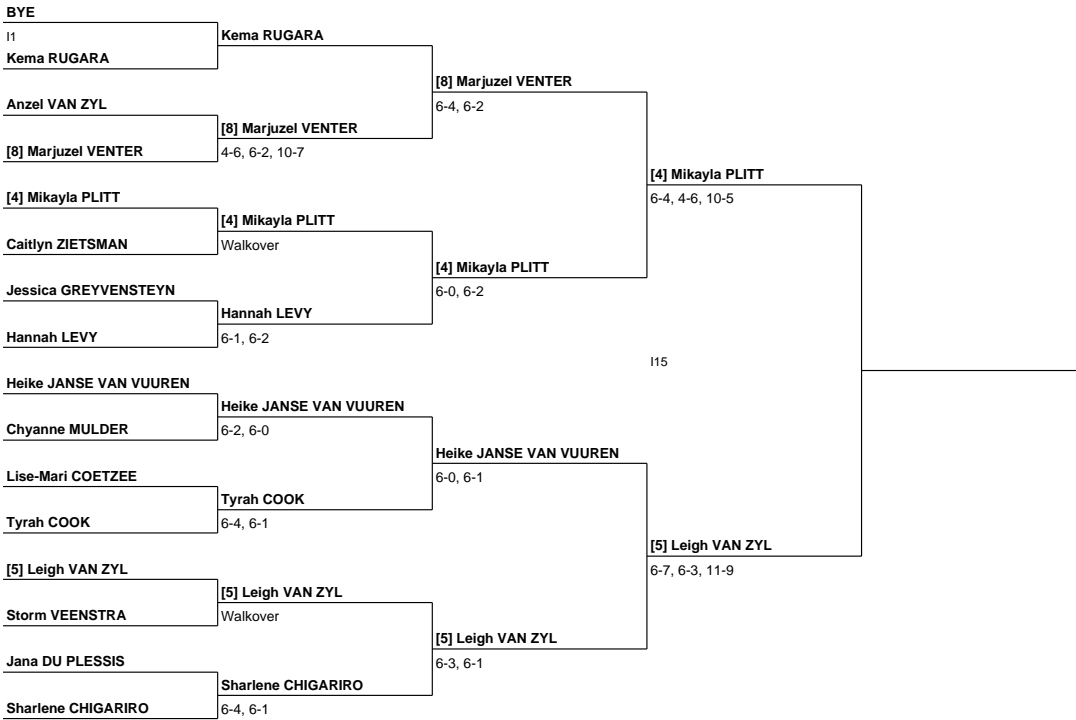 BYE
I1
Kema RUGARA
Kema RUGARA
Anzel VAN ZYL
[8] Marjuzel VENTER
[8] Marjuzel VENTER
4-6, 6-2, 10-7
[8] Marjuzel VENTER
6-4, 6-2
[4] Mikayla PLITT
Caitlyn ZIETSMAN
[4] Mikayla PLITT
Walkover
Jessica GREYVENSTEYN
Hannah LEVY
Hannah LEVY
6-1, 6-2
[4] Mikayla PLITT
6-0, 6-2
[4] Mikayla PLITT
6-4, 4-6, 10-5
I15
Heike JANSE VAN VUUREN
Chyanne MULDER
Heike JANSE VAN VUUREN
6-2, 6-0
Lise-Mari COETZEE
Tyrah COOK
Tyrah COOK
6-4, 6-1
Heike JANSE VAN VUUREN
6-0, 6-1
[5] Leigh VAN ZYL
Storm VEENSTRA
[5] Leigh VAN ZYL
Walkover
Jana DU PLESSIS
Sharlene CHIGARIRO
Sharlene CHIGARIRO
6-4, 6-1
[5] Leigh VAN ZYL
6-3, 6-1
[5] Leigh VAN ZYL
6-7, 6-3, 11-9